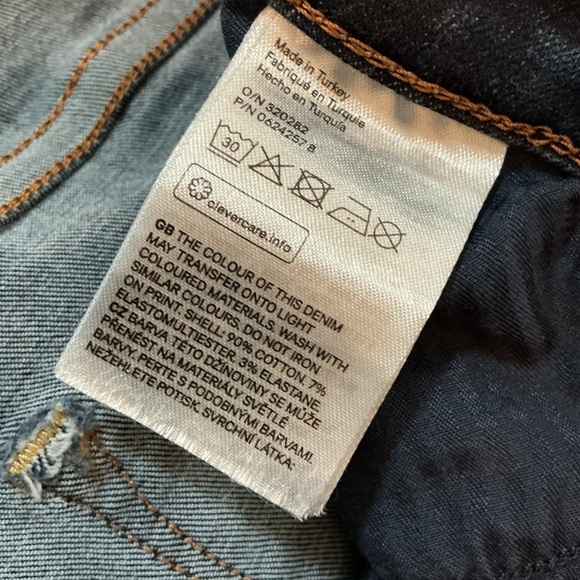 Made in Turkey
Fabriqué en Turquie
Hecho en Turquía
O/N 320282
P/N 0624257 8
30
clevercare.info
GB THE COLOUR OF THIS DENIM
MAY TRANSFER ONTO LIGHT
COLOURED MATERIALS. WASH WITH
SIMILAR COLOURS. DO NOT IRON
ON PRINT. SHELL: 90% COTTON. 7%
ELASTOMULTIESTER. 3% ELASTANE.
CZ BARVA TÉTO DŽÍNOVINY SE MŮŽE
PŘENÉST NA MATERIÁLY SVĚTLÉ
BARVY. PERTE S PODOBNÝMI BARVAMI.
NEŽEHLETE POTISK. SVRCHNÍ LÁTKA: